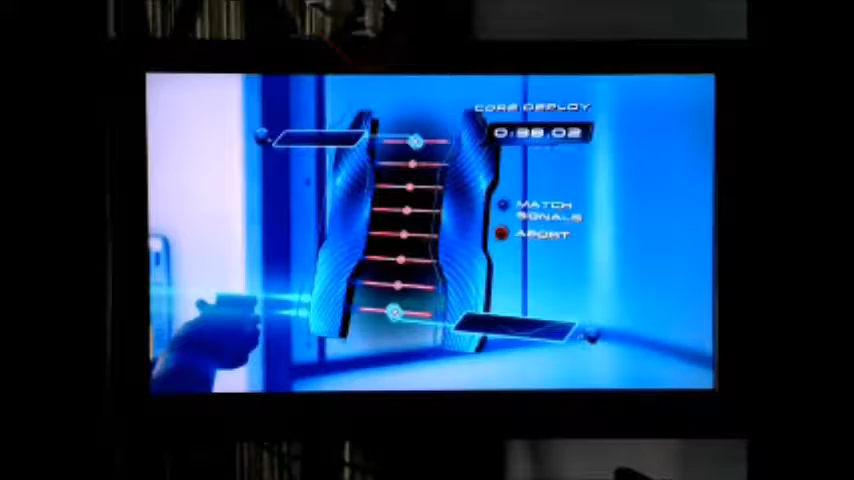 CORE DEPLOY
0:38.02
MATCH
SIGNALS
ABORT